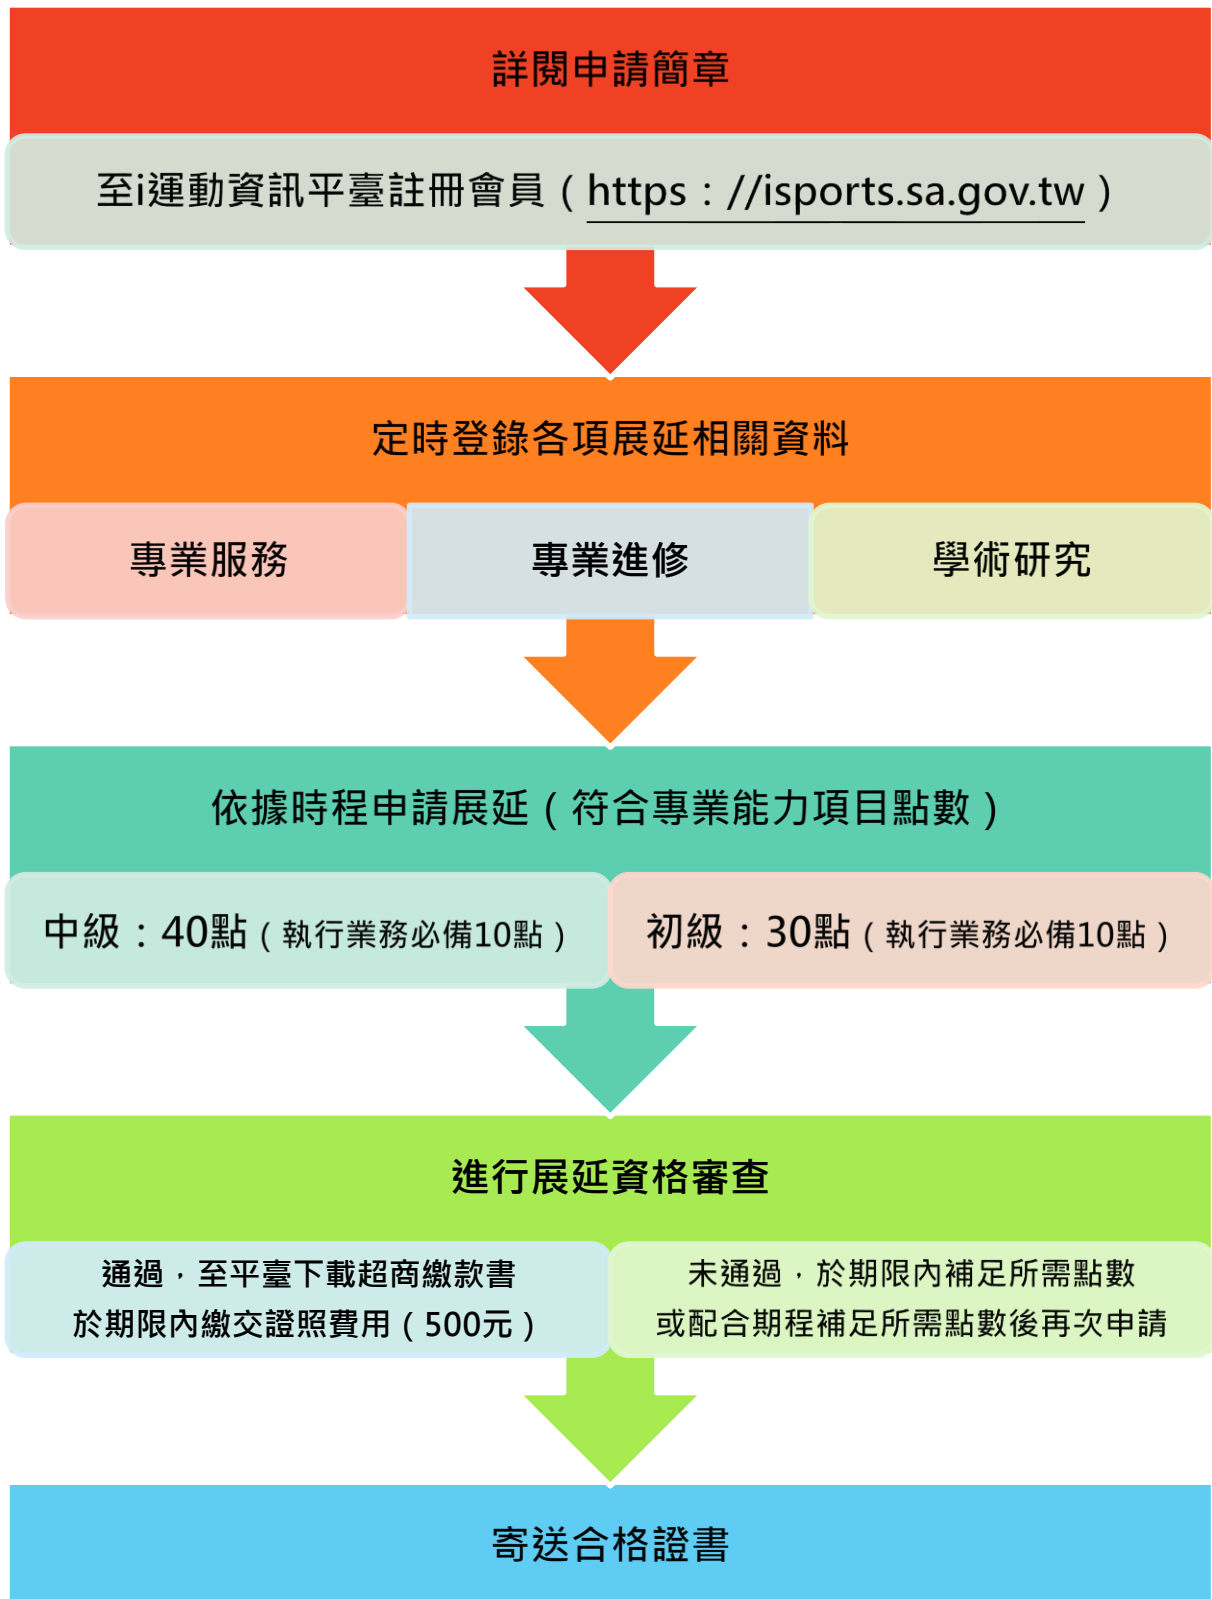 詳閱申請簡章
至i運動資訊平臺註冊會員（https：//isports.sa.gov.tw）
定時登錄各項展延相關資料
專業服務
專業進修
學術研究
依據時程申請展延（符合專業能力項目點數）
中級：40點（執行業務必備10點）
初級：30點（執行業務必備10點）
進行展延資格審查
通過，至平臺下載超商繳款書
於期限內繳交證照費用（500元）
未通過，於期限內補足所需點數
或配合期程補足所需點數後再次申請
寄送合格證書